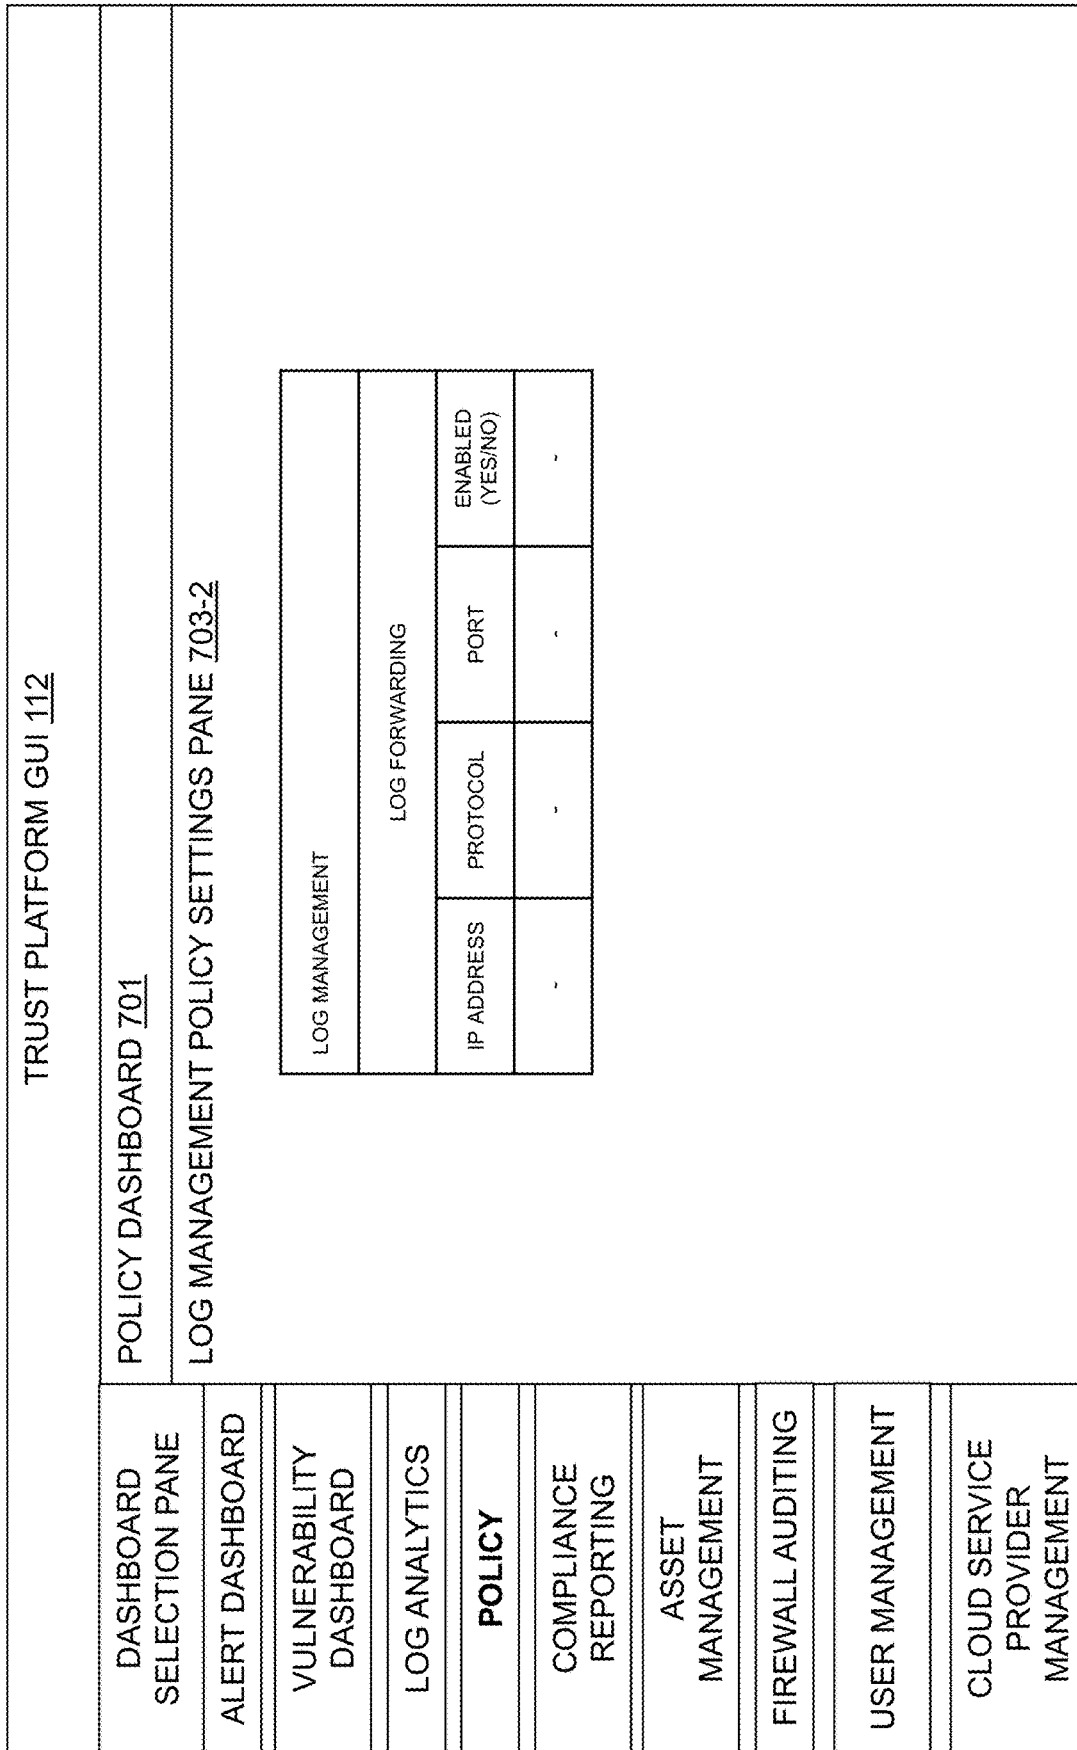 TRUST PLATFORM GUI 112
DASHBOARD
SELECTION PANE
ALERT DASHBOARD
VULNERABILITY
DASHBOARD
LOG ANALYTICS
POLICY
COMPLIANCE
REPORTING
ASSET
MANAGEMENT
FIREWALL AUDITING
USER MANAGEMENT
CLOUD SERVICE
PROVIDER
MANAGEMENT
POLICY DASHBOARD 701
LOG MANAGEMENT POLICY SETTINGS PANE 703-2
LOG MANAGEMENT
LOG FORWARDING
IP ADDRESS PROTOCOL PORT ENABLED
(YES/NO)
- - - -